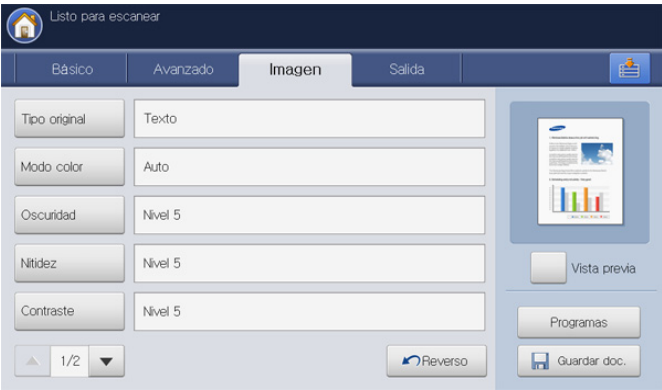 Listo para escanear
Básico
Avanzado
Imagen
Salida
Tipo original
Texto
Modo color
Auto
Oscuridad
Nivel 5
Nitidez
Nivel 5
Contraste
Nivel 5
1/2
Reverso
Vista previa
Programas
Guardar doc.